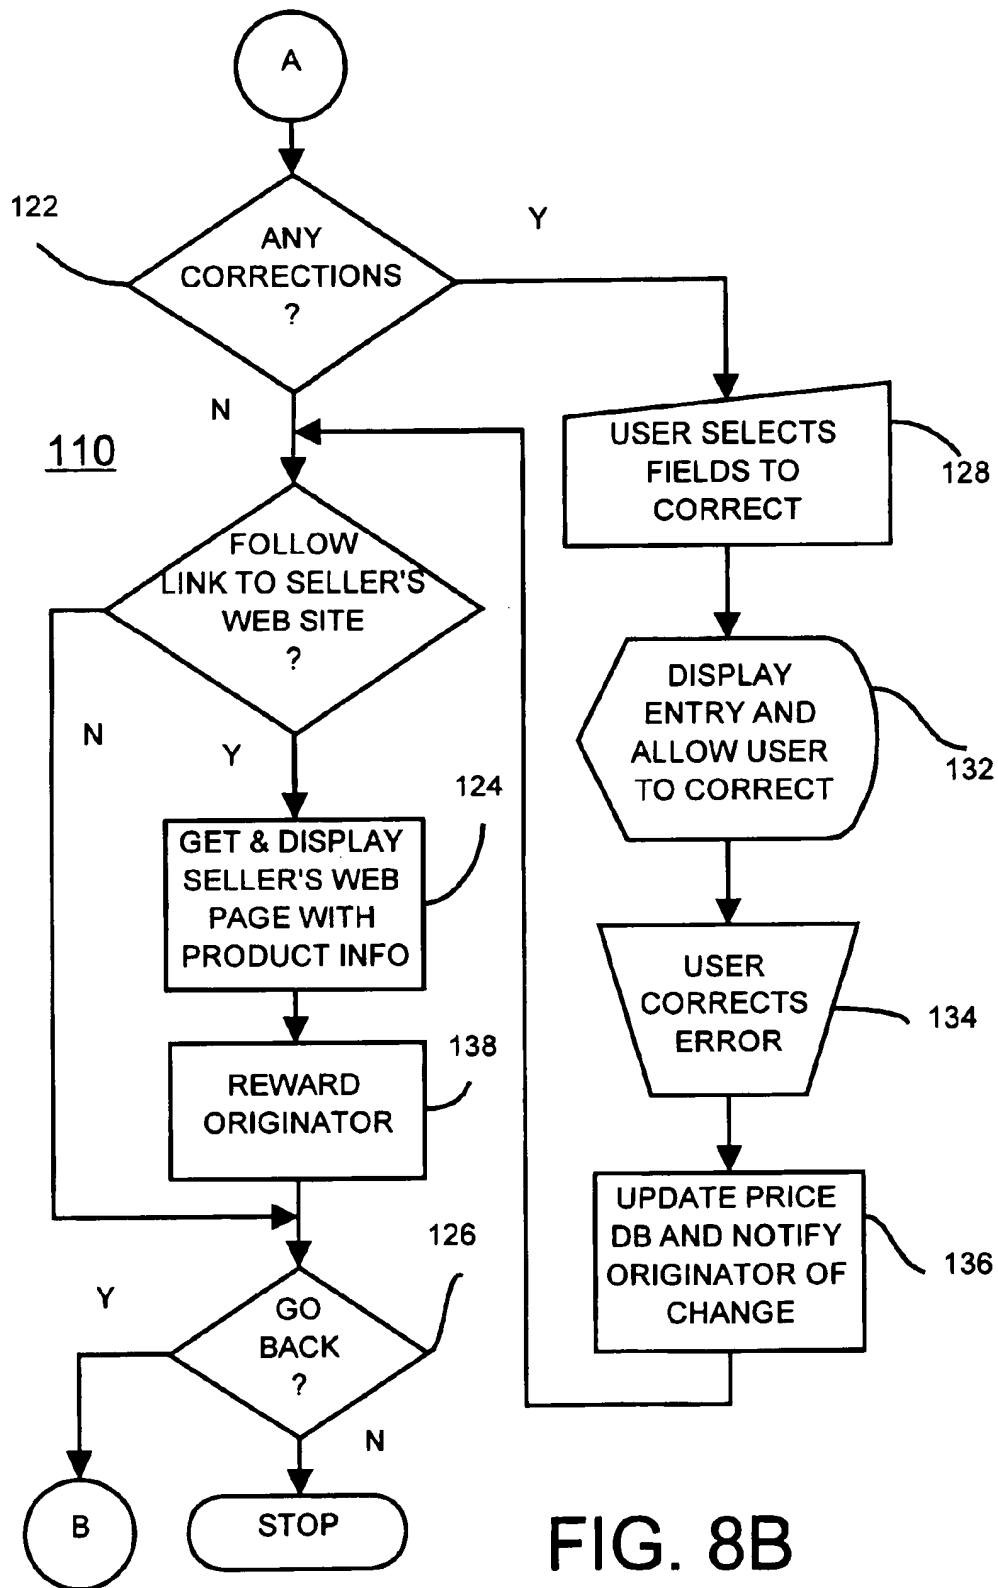 A
122
ANY
CORRECTIONS
?
Y
N
110
USER SELECTS
FIELDS TO
CORRECT
128
FOLLOW
LINK TO SELLER'S
WEB SITE
?
N
Y
DISPLAY
ENTRY AND
ALLOW USER
TO CORRECT
132
124
GET & DISPLAY
SELLER'S WEB
PAGE WITH
PRODUCT INFO
USER
CORRECTS
ERROR
134
138
REWARD
ORIGINATOR
UPDATE PRICE
DB AND NOTIFY
ORIGINATOR OF
CHANGE
136
126
Y
GO
BACK
?
N
B
STOP
FIG. 8B